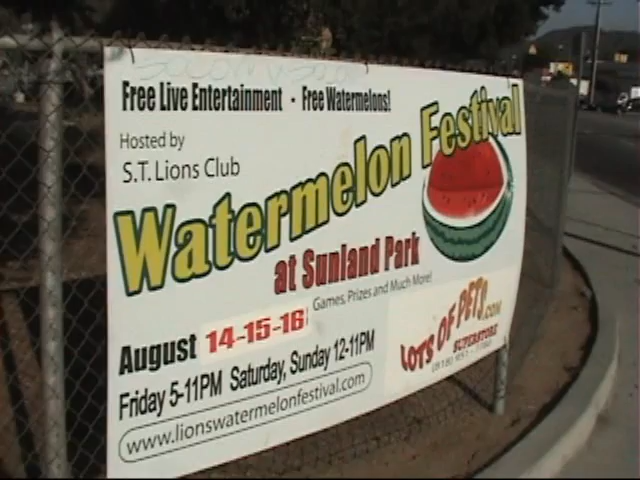 Free Live Entertainment - Free Watermelons!
Hosted by
S.T. Lions Club
Watermelon Festival
at Sunland Park
Games, Prizes and Much More!
August 14-15-16
Friday 5-11PM Saturday, Sunday 12-11PM
www.lionswatermelonfestival.com
LOTS OF PETS.COM
SUPERSTORE
(818)